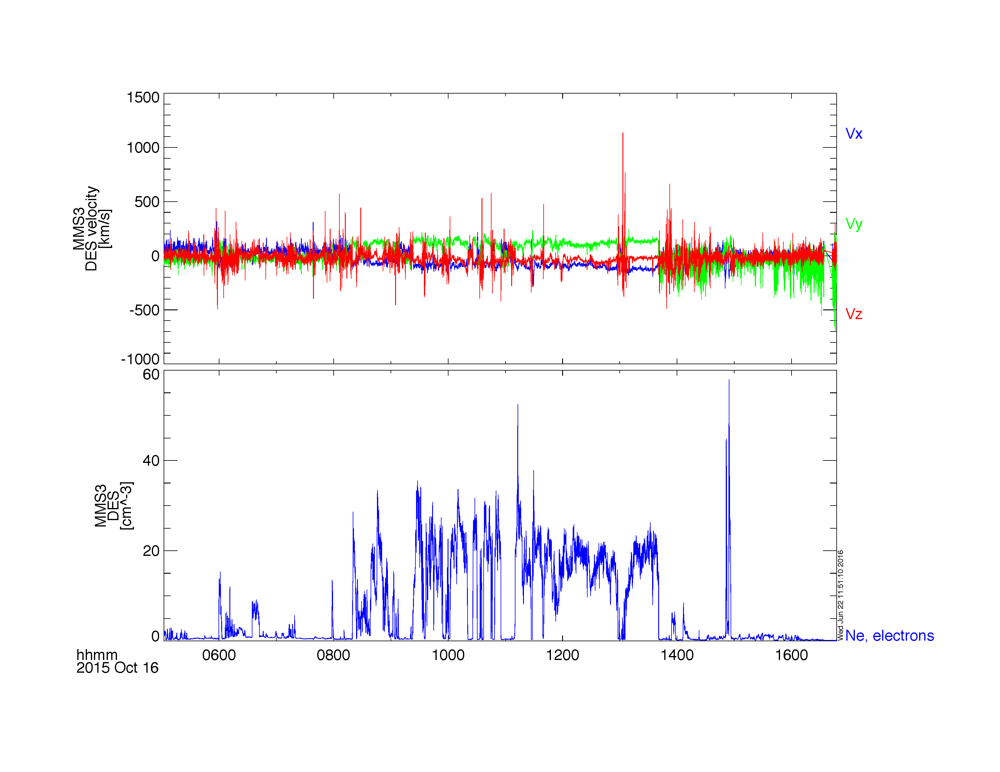 1500
1000
500
0
-500
-1000
MMS3
DES velocity
[km/s]
Vx
Vy
Vz
60
40
20
0
MMS3
DES
[cm^-3]
Ne, electrons
Wed Jun 22 11:51:10 2016
0600 0800 1000 1200 1400 1600
hhmm
2015 Oct 16